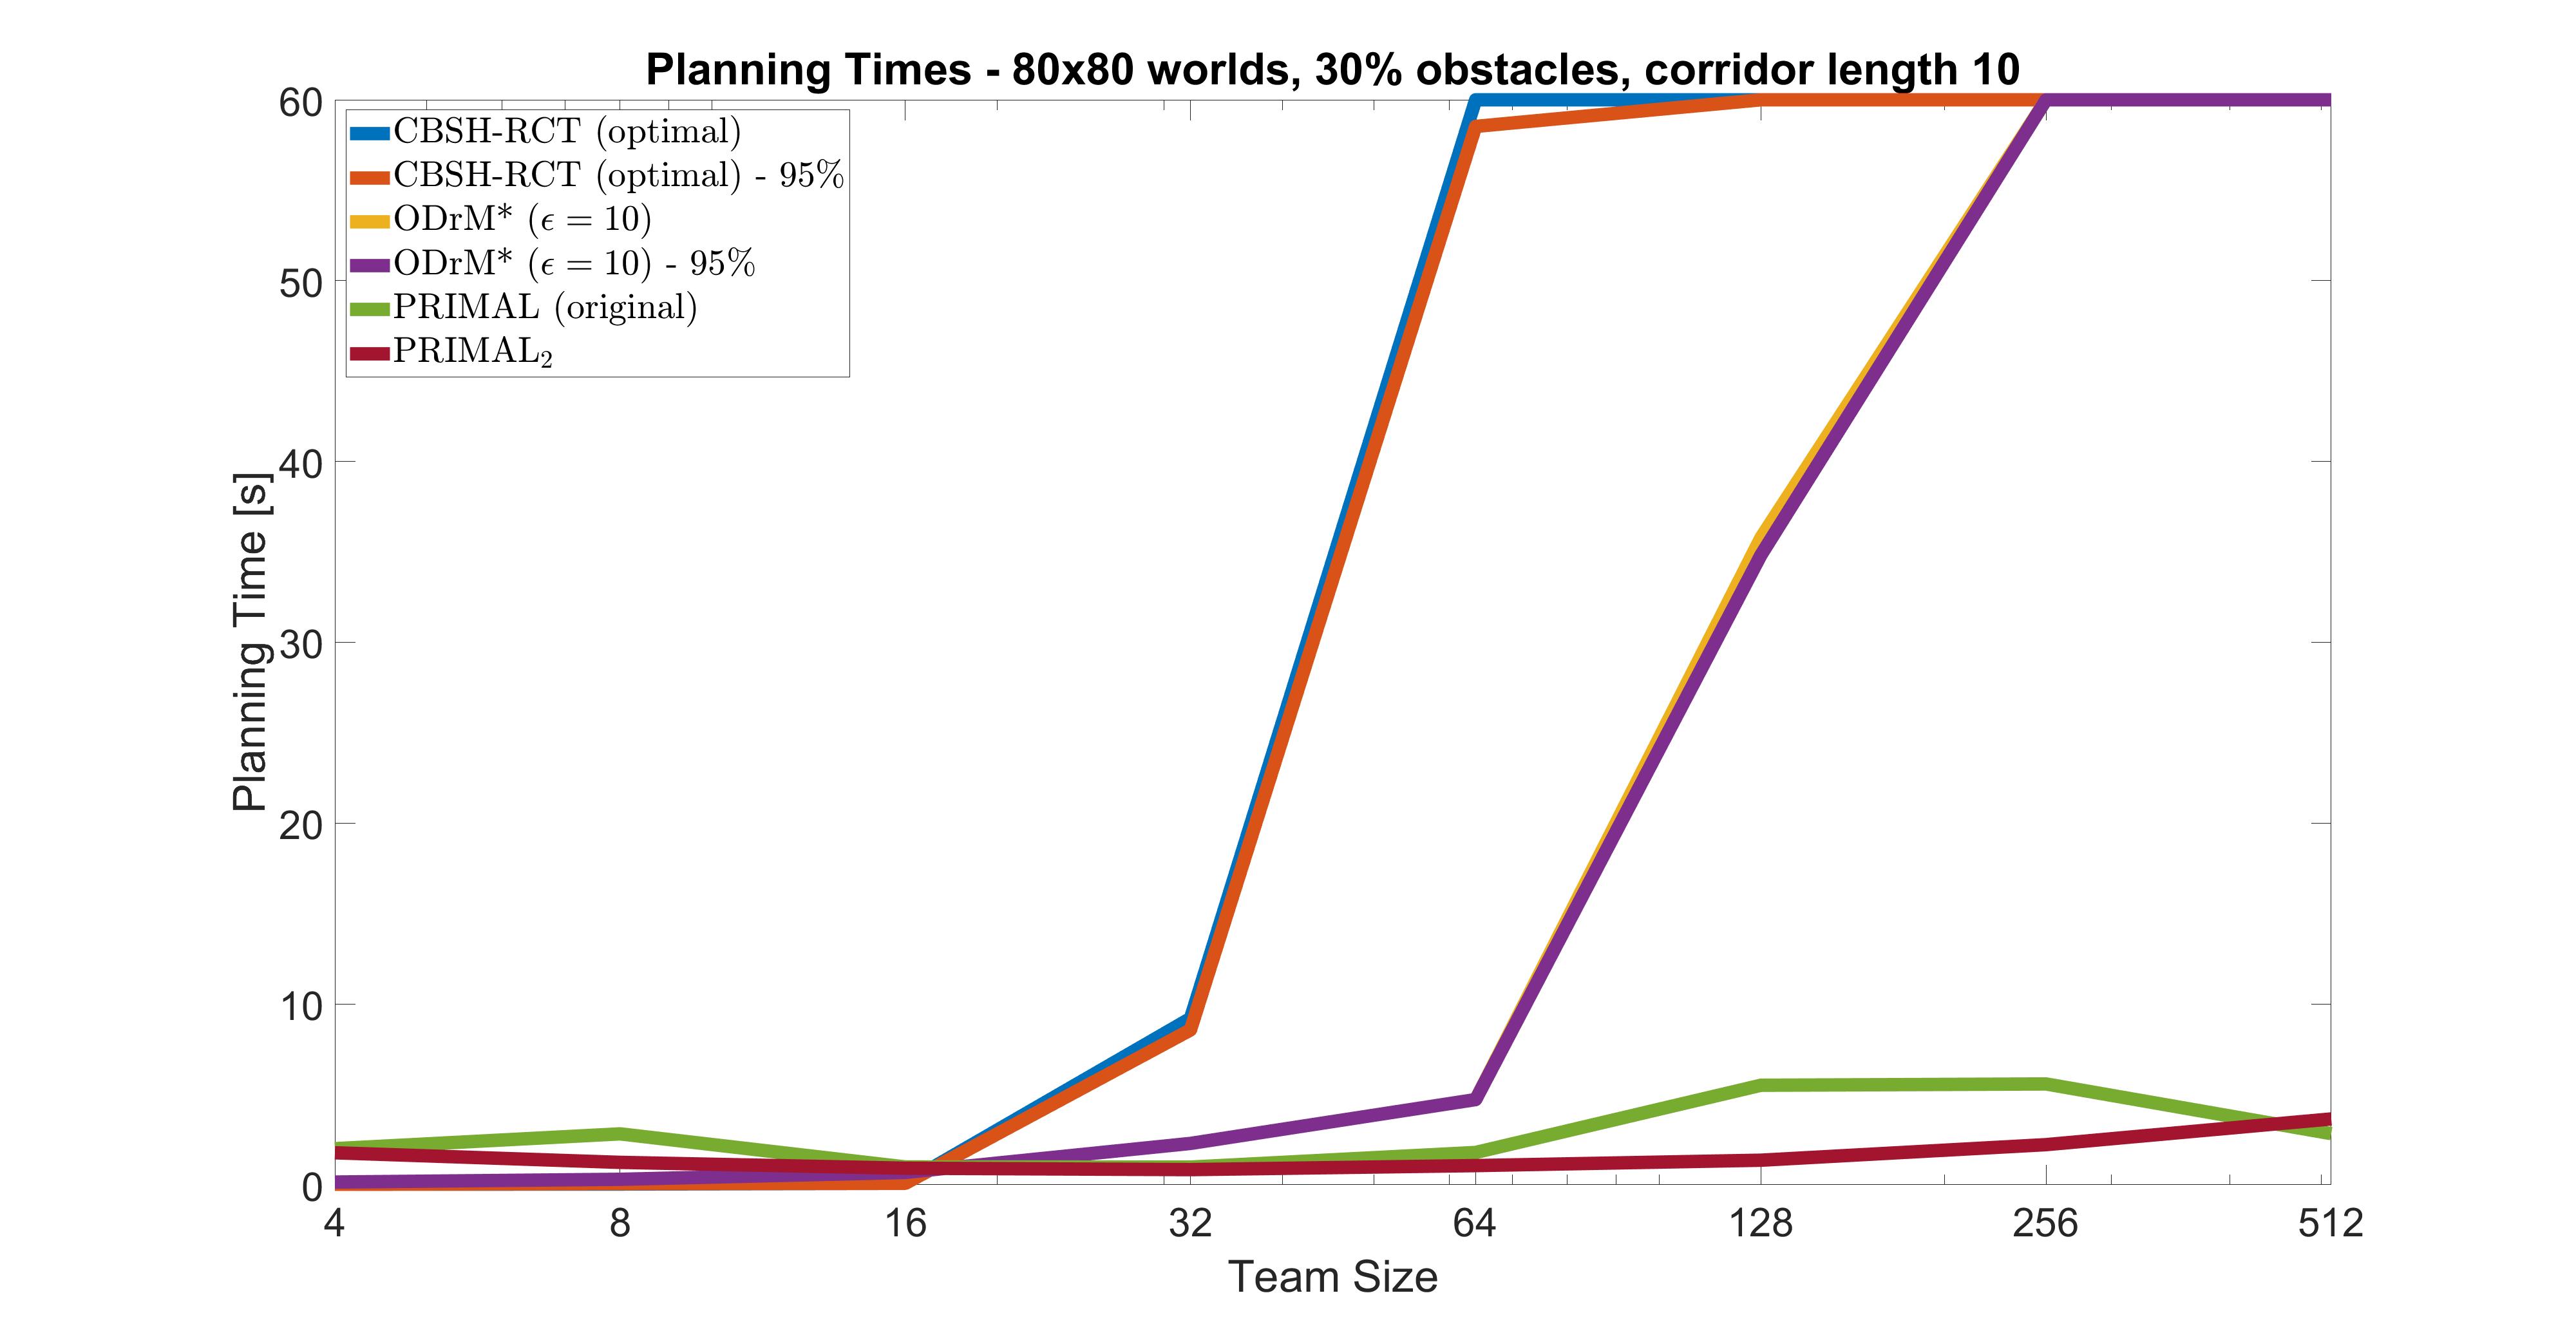 Planning Times - 80x80 worlds, 30% obstacles, corridor length 10
60
50
40
30
20
10
0
Planning Time [s]
CBSH-RCT (optimal)
CBSH-RCT (optimal) - 95%
ODrM* (ϵ = 10)
ODrM* (ϵ = 10) - 95%
PRIMAL (original)
PRIMAL₂
4 8 16 32 64 128 256 512
Team Size